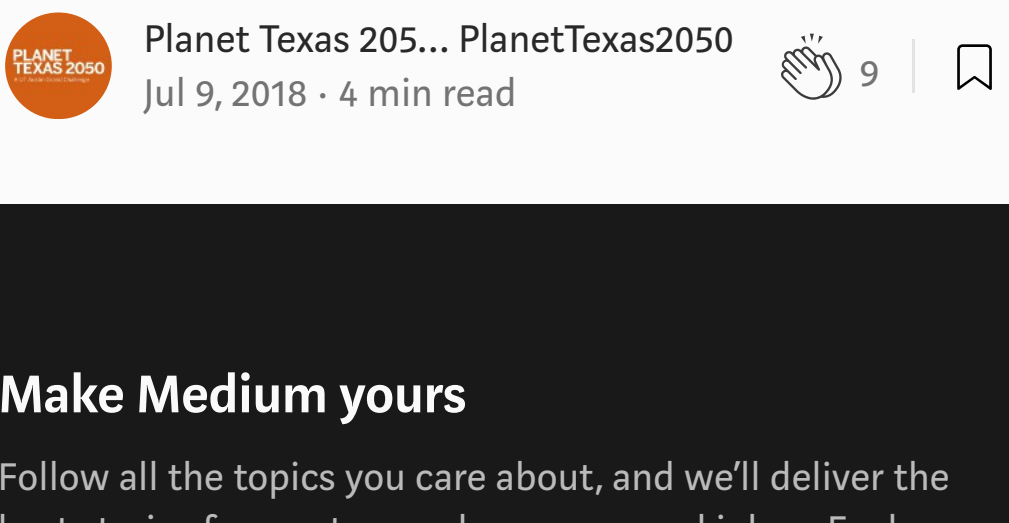 PLANET
TEXAS 2050
Planet Texas 205... PlanetTexas2050
Jul 9, 2018 · 4 min read
9
Make Medium yours
Follow all the topics you care about, and we’ll deliver the